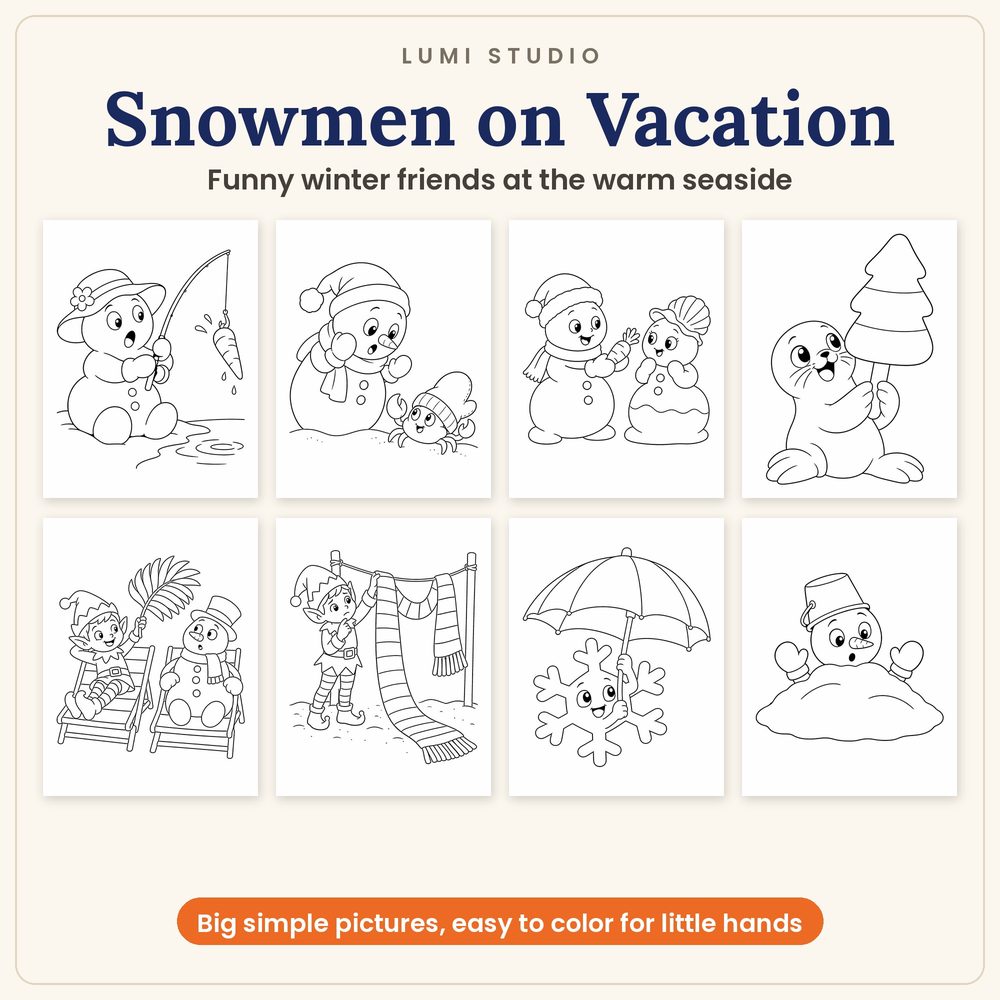 LUMI STUDIO
Snowmen on Vacation
Funny winter friends at the warm seaside
Big simple pictures, easy to color for little hands